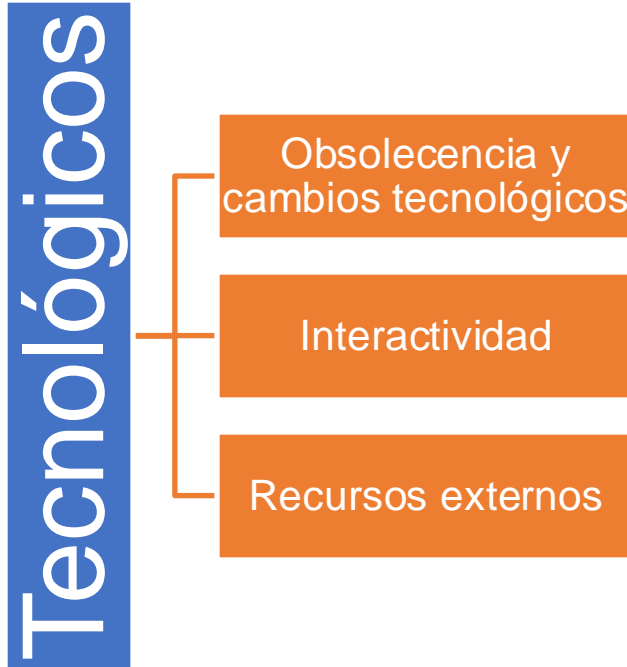 Tecnológicos
Obsolecencia y
cambios tecnológicos
Interactividad
Recursos externos